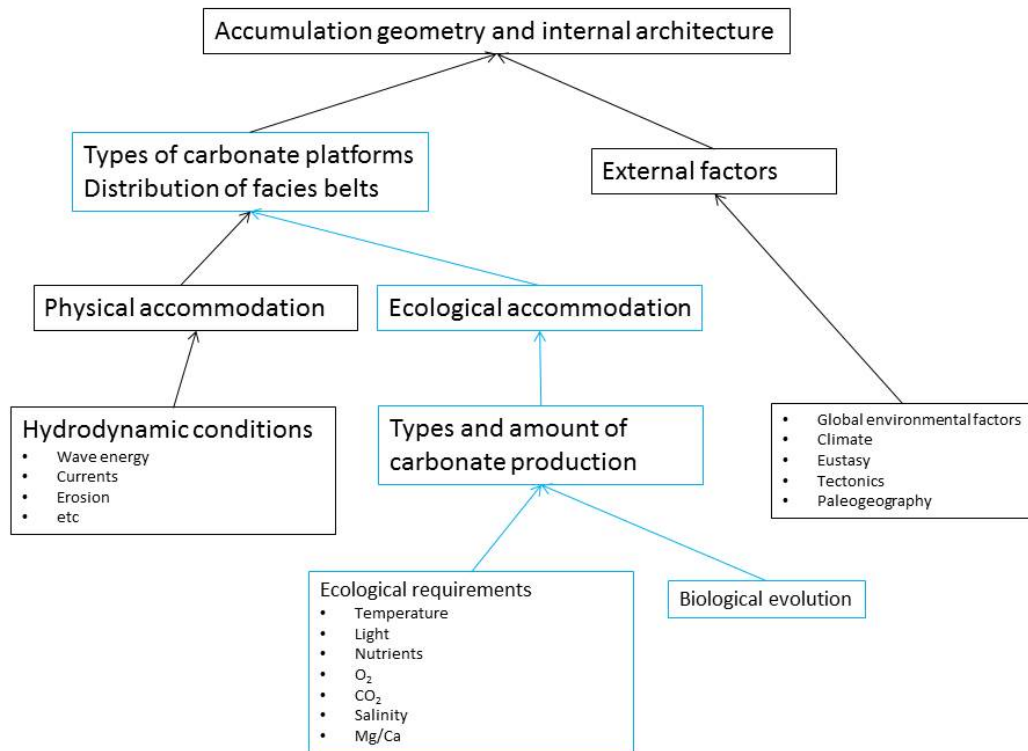 Accumulation geometry and internal architecture
Types of carbonate platforms
Distribution of facies belts
External factors
Physical accommodation
Ecological accommodation
Hydrodynamic conditions
• Wave energy
• Currents
• Erosion
• etc
Types and amount of
carbonate production
• Global environmental factors
• Climate
• Eustasy
• Tectonics
• Paleogeography
Ecological requirements
• Temperature
• Light
• Nutrients
• O₂
• CO₂
• Salinity
• Mg/Ca
Biological evolution